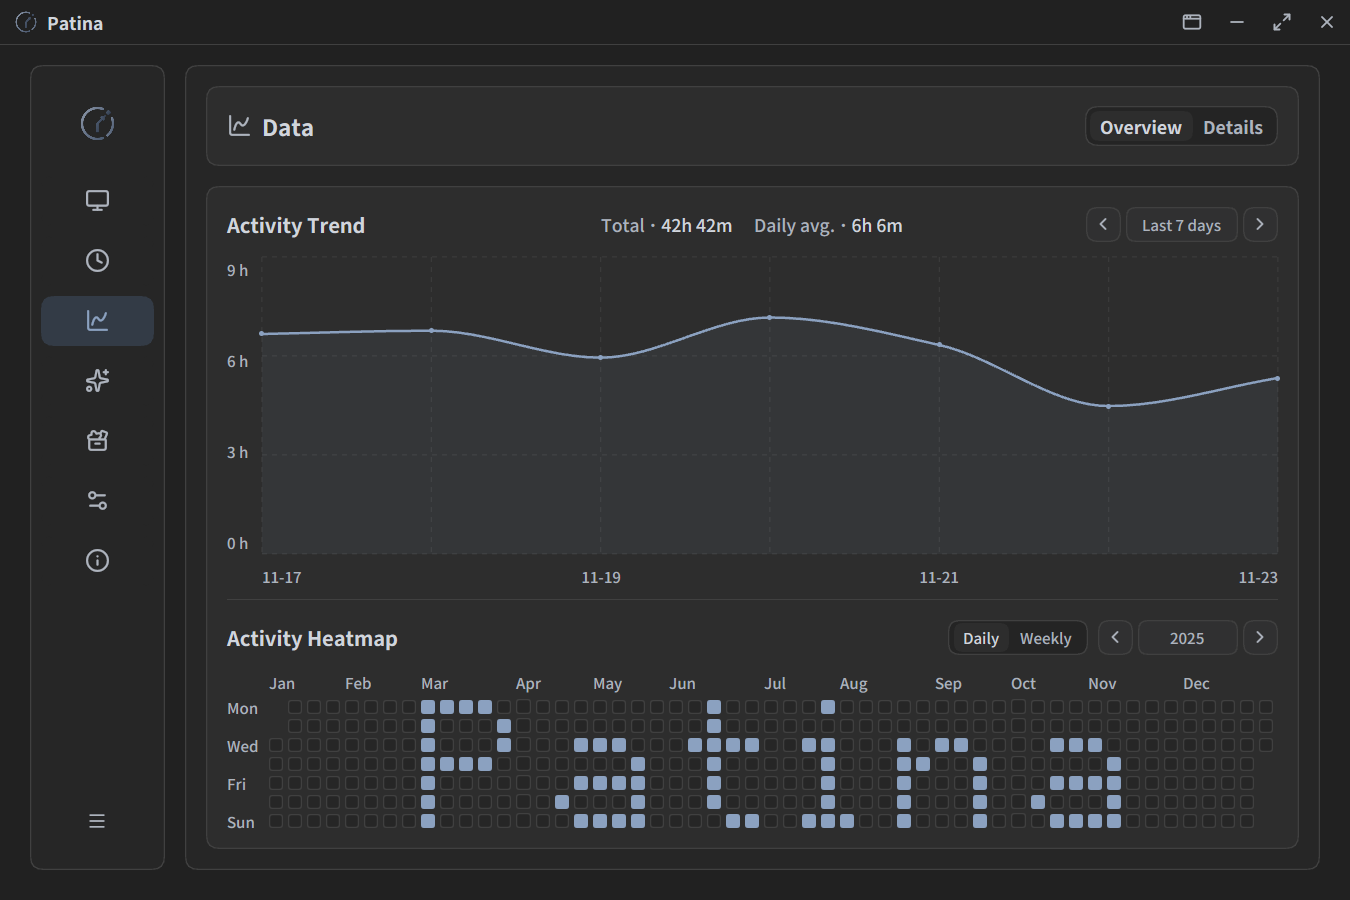 Patina
Data
Overview Details
Activity Trend Total · 42h 42m Daily avg. · 6h 6m Last 7 days
9 h
6 h
3 h
0 h
11-17 11-19 11-21 11-23
Activity Heatmap Daily Weekly 2025
Jan Feb Mar Apr May Jun Jul Aug Sep Oct Nov Dec
Mon
Wed
Fri
Sun
Patina